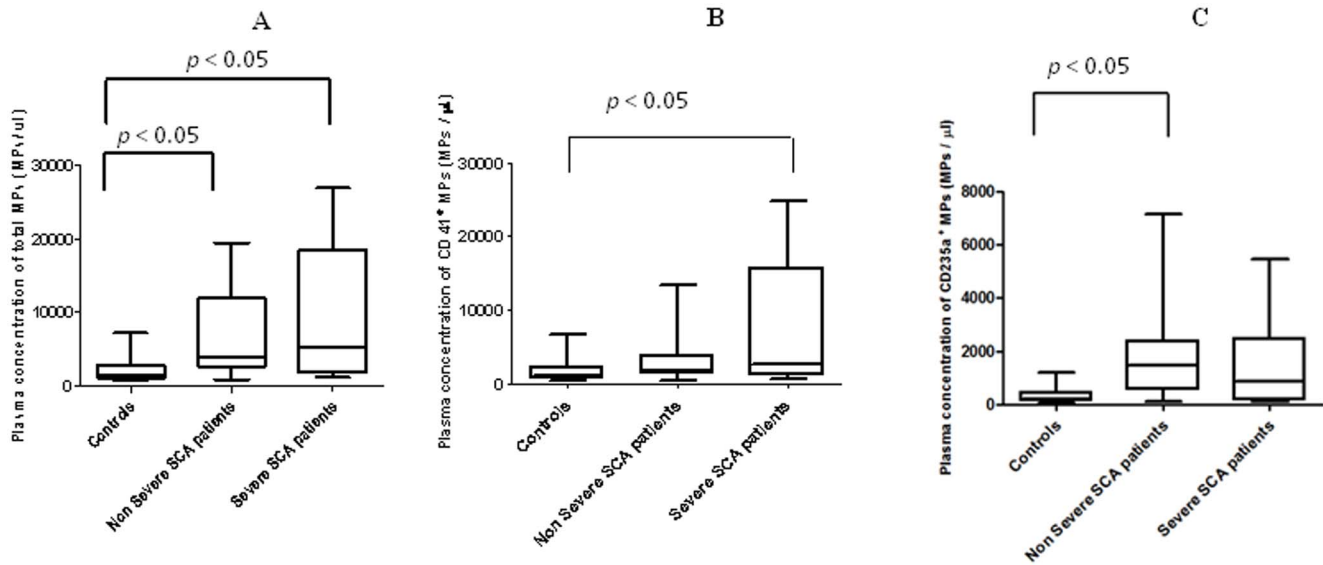 A
p < 0.05
p < 0.05
Plasma concentration of total MPs (MPs/ul)
30000
20000
10000
0
Controls
Non Severe SCA patients
Severe SCA patients
B
p < 0.05
Plasma concentration of CD 41⁺ MPs (MPs / µl)
30000
20000
10000
0
Controls
Non Severe SCA patients
Severe SCA patients
C
p < 0.05
Plasma concentration of CD235a⁺ MPs (MPs / µl)
8000
6000
4000
2000
0
Controls
Non Severe SCA patients
Severe SCA patients